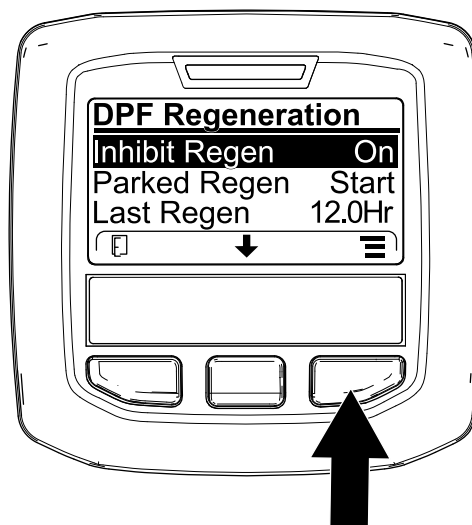 DPF Regeneration
Inhibit Regen On
Parked Regen Start
Last Regen 12.0Hr